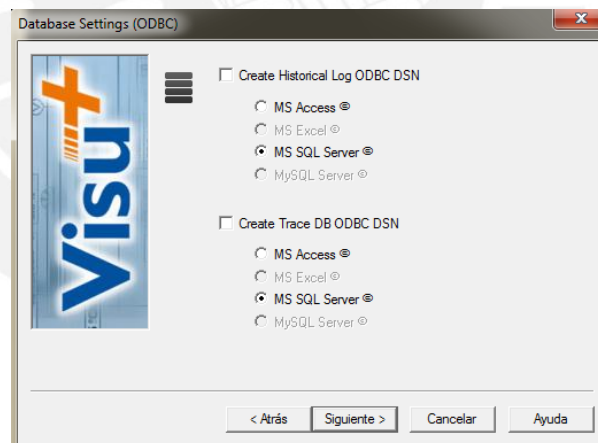 Database Settings (ODBC)
Visu+
Create Historical Log ODBC DSN
MS Access ©
MS Excel ©
MS SQL Server ©
MySQL Server ©
Create Trace DB ODBC DSN
MS Access ©
MS Excel ©
MS SQL Server ©
MySQL Server ©
< Atrás Siguiente > Cancelar Ayuda